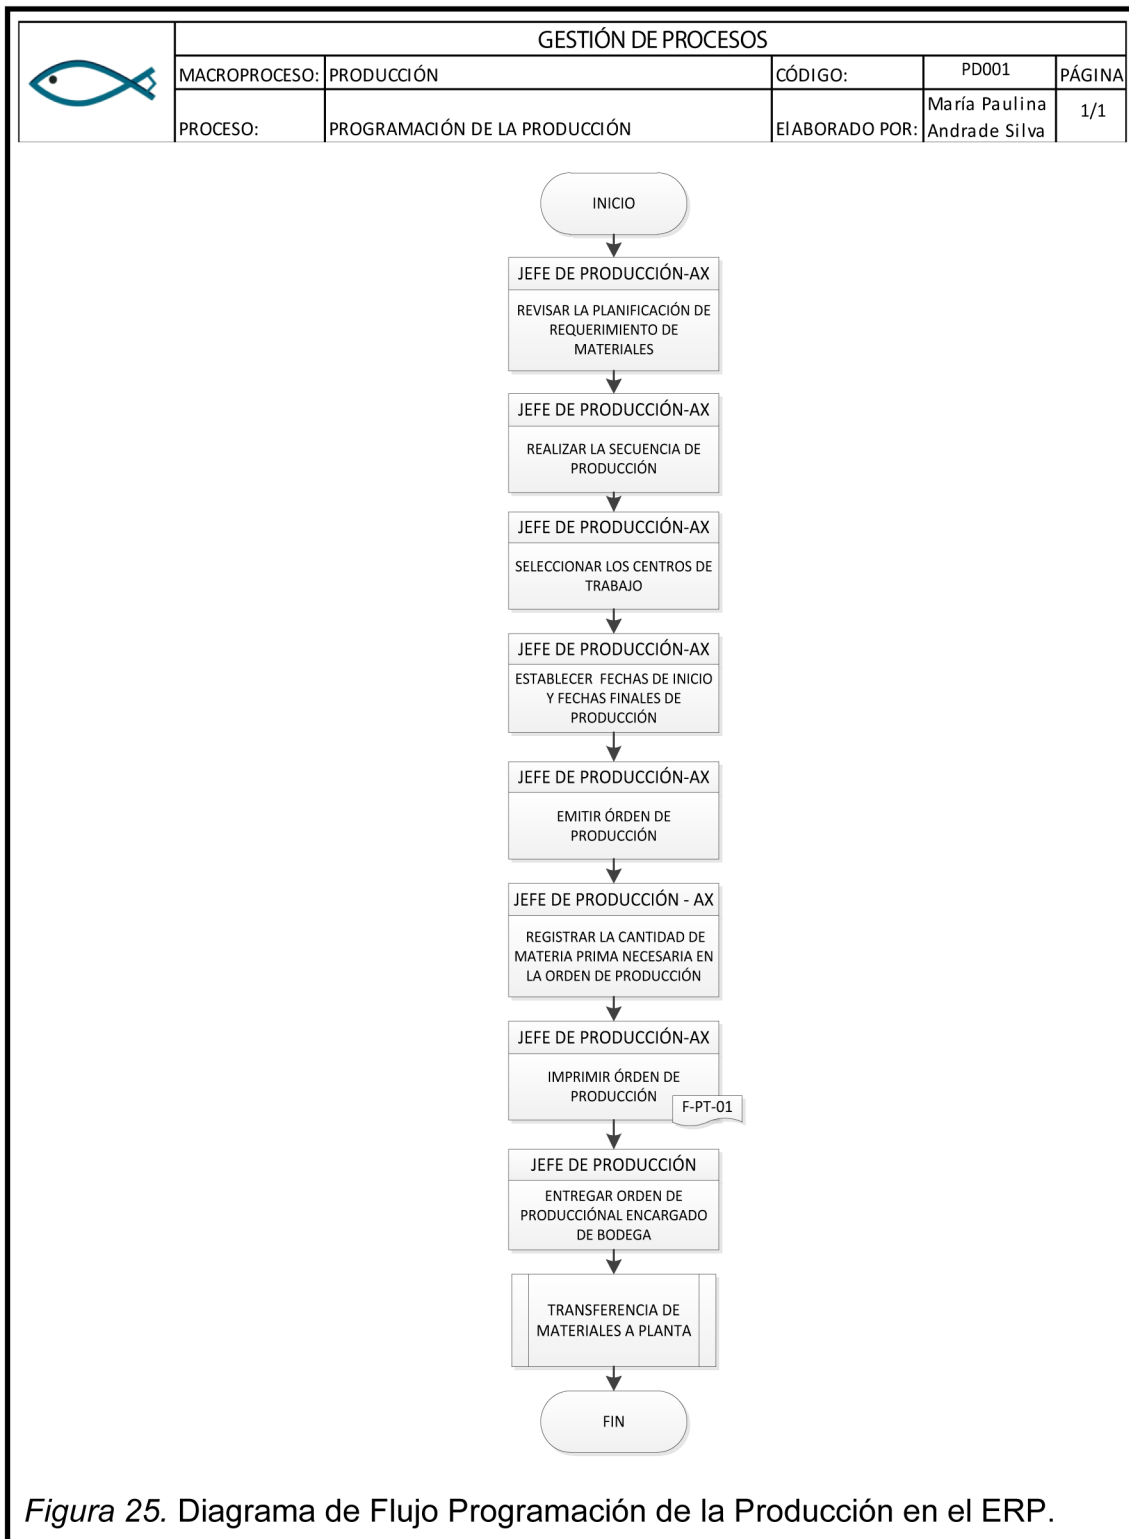 GESTIÓN DE PROCESOS
MACROPROCESO: PRODUCCIÓN CÓDIGO: PD001 PÁGINA
PROCESO: PROGRAMACIÓN DE LA PRODUCCIÓN ElABORADO POR: María Paulina
Andrade Silva
1/1
INICIO
JEFE DE PRODUCCIÓN-AX
REVISAR LA PLANIFICACIÓN DE
REQUERIMIENTO DE
MATERIALES
JEFE DE PRODUCCIÓN-AX
REALIZAR LA SECUENCIA DE
PRODUCCIÓN
JEFE DE PRODUCCIÓN-AX
SELECCIONAR LOS CENTROS DE
TRABAJO
JEFE DE PRODUCCIÓN-AX
ESTABLECER FECHAS DE INICIO
Y FECHAS FINALES DE
PRODUCCIÓN
JEFE DE PRODUCCIÓN-AX
EMITIR ÓRDEN DE
PRODUCCIÓN
JEFE DE PRODUCCIÓN - AX
REGISTRAR LA CANTIDAD DE
MATERIA PRIMA NECESARIA EN
LA ORDEN DE PRODUCCIÓN
JEFE DE PRODUCCIÓN-AX
IMPRIMIR ÓRDEN DE
PRODUCCIÓN
F-PT-01
JEFE DE PRODUCCIÓN
ENTREGAR ORDEN DE
PRODUCCIÓNAL ENCARGADO
DE BODEGA
TRANSFERENCIA DE
MATERIALES A PLANTA
FIN
Figura 25. Diagrama de Flujo Programación de la Producción en el ERP.